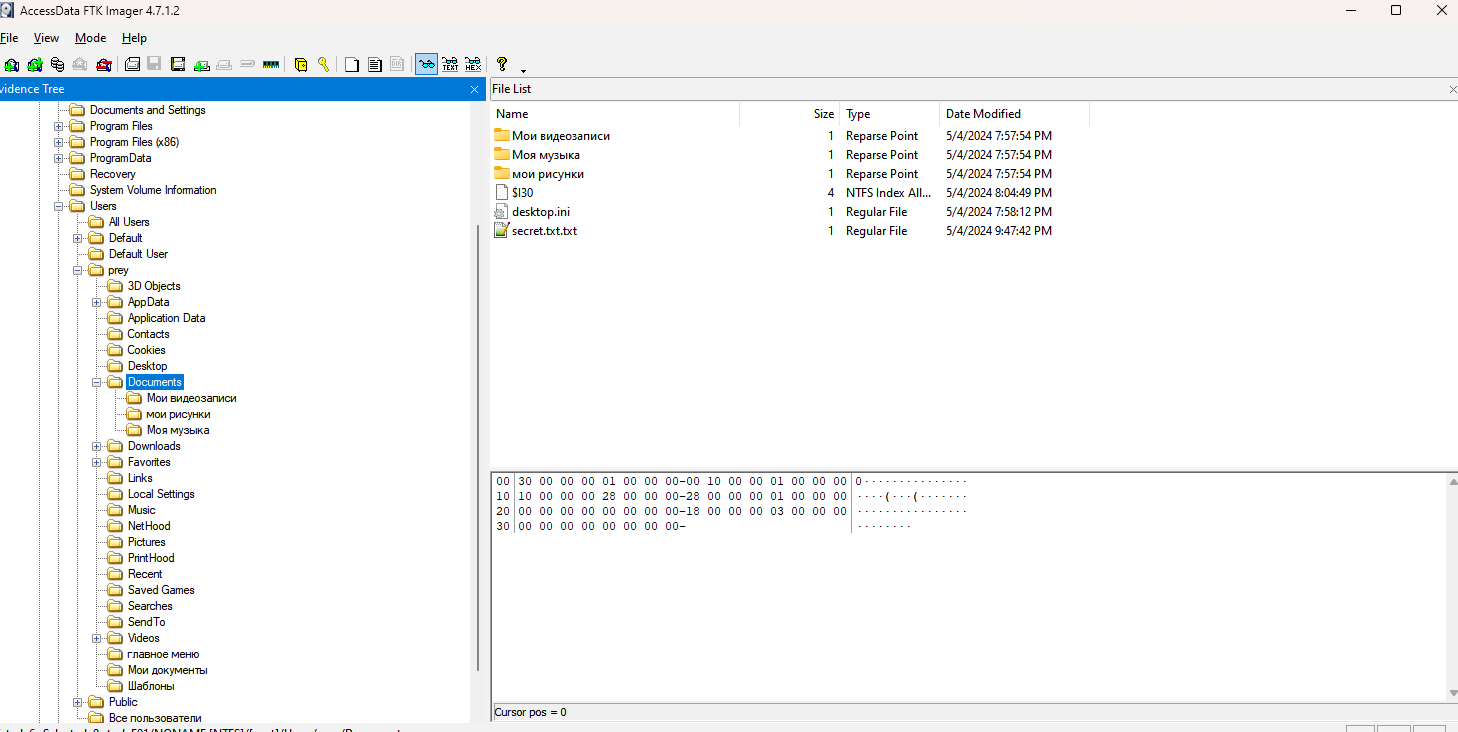 AccessData FTK Imager 4.7.1.2
File View Mode Help
vidence Tree
Documents and Settings
Program Files
Program Files (x86)
ProgramData
Recovery
System Volume Information
Users
All Users
Default
Default User
prey
3D Objects
AppData
Application Data
Contacts
Cookies
Desktop
Documents
Мои видеозаписи
мои рисунки
Моя музыка
Downloads
Favorites
Links
Local Settings
Music
NetHood
Pictures
PrintHood
Recent
Saved Games
Searches
SendTo
Videos
главное меню
Мои документы
Шаблоны
Public
Все пользователи
File List
Name Size Type Date Modified
Мои видеозаписи 1 Reparse Point 5/4/2024 7:57:54 PM
Моя музыка 1 Reparse Point 5/4/2024 7:57:54 PM
мои рисунки 1 Reparse Point 5/4/2024 7:57:54 PM
$I30 4 NTFS Index All... 5/4/2024 8:04:49 PM
desktop.ini 1 Regular File 5/4/2024 7:58:12 PM
secret.txt.txt 1 Regular File 5/4/2024 9:47:42 PM
00 30 00 00 00 01 00 00 00-00 10 00 00 01 00 00 00 0···············
10 10 00 00 00 28 00 00 00-28 00 00 00 01 00 00 00 ····(···(·······
20 00 00 00 00 00 00 00 00-18 00 00 00 03 00 00 00 ················
30 00 00 00 00 00 00 00 00- ········
Cursor pos = 0